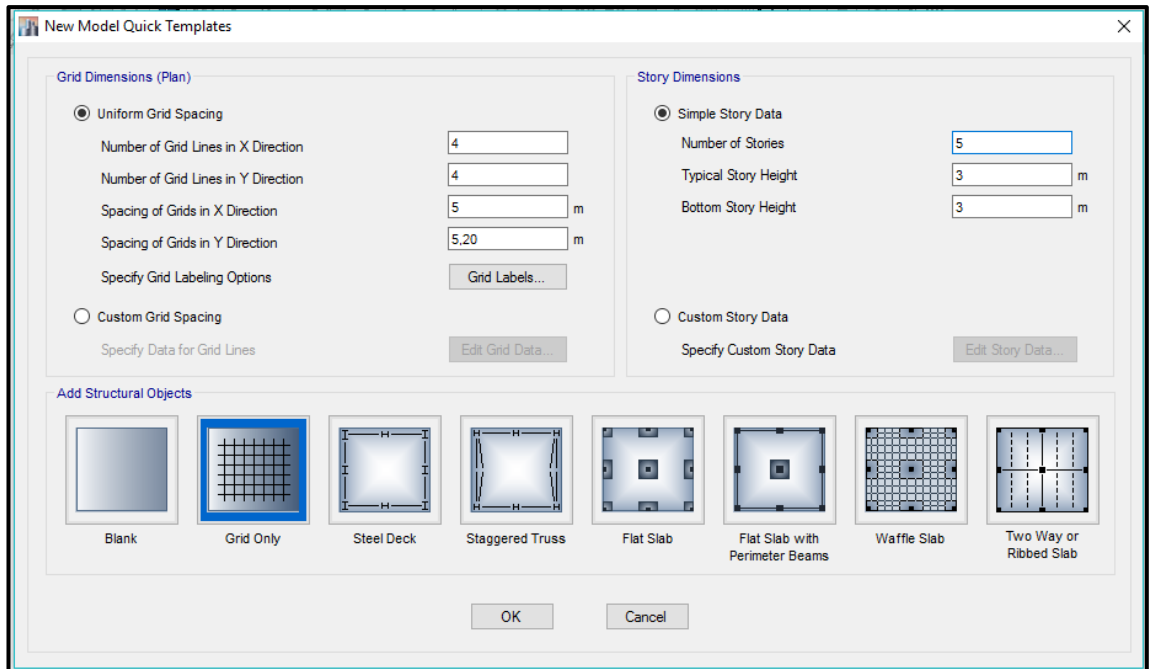 New Model Quick Templates
Grid Dimensions (Plan)
Uniform Grid Spacing
Number of Grid Lines in X Direction
4
Number of Grid Lines in Y Direction
4
Spacing of Grids in X Direction
5
m
Spacing of Grids in Y Direction
5,20
m
Specify Grid Labeling Options
Grid Labels...
Custom Grid Spacing
Specify Data for Grid Lines
Edit Grid Data...
Story Dimensions
Simple Story Data
Number of Stories
5
Typical Story Height
3
m
Bottom Story Height
3
m
Custom Story Data
Specify Custom Story Data
Edit Story Data...
Add Structural Objects
Blank
Grid Only
Steel Deck
Staggered Truss
Flat Slab
Flat Slab with
Perimeter Beams
Waffle Slab
Two Way or
Ribbed Slab
OK
Cancel